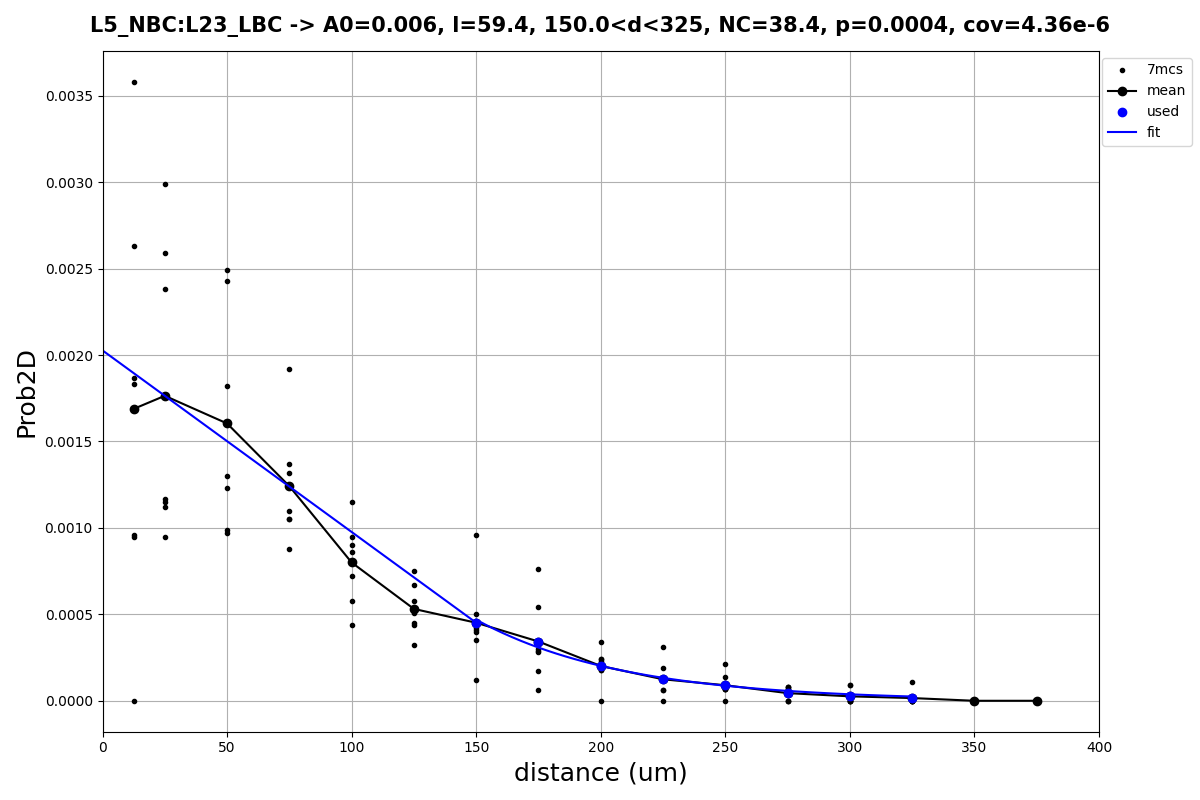 L5_NBC:L23_LBC -> A0=0.006, l=59.4, 150.0<d<325, NC=38.4, p=0.0004, cov=4.36e-6
7mcs
mean
used
fit
Prob2D
0.0035
0.0030
0.0025
0.0020
0.0015
0.0010
0.0005
0.0000
0
50
100
150
200
250
300
350
400
distance (um)